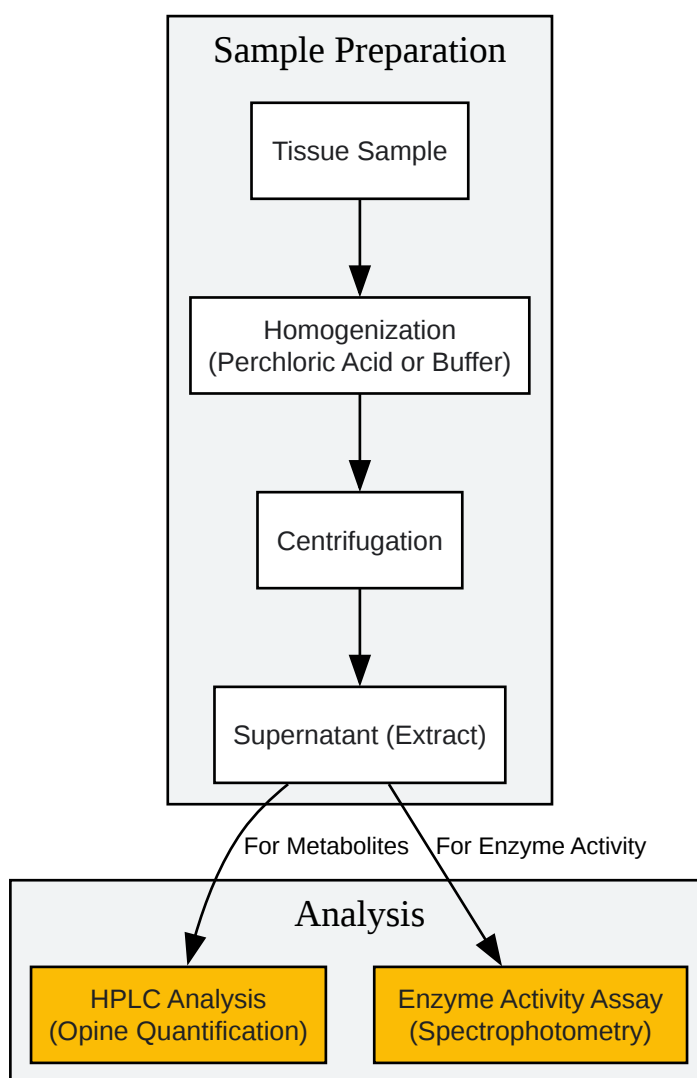 Sample Preparation
Tissue Sample
Homogenization
(Perchloric Acid or Buffer)
Centrifugation
Supernatant (Extract)
For Metabolites
For Enzyme Activity
Analysis
HPLC Analysis
(Opine Quantification)
Enzyme Activity Assay
(Spectrophotometry)